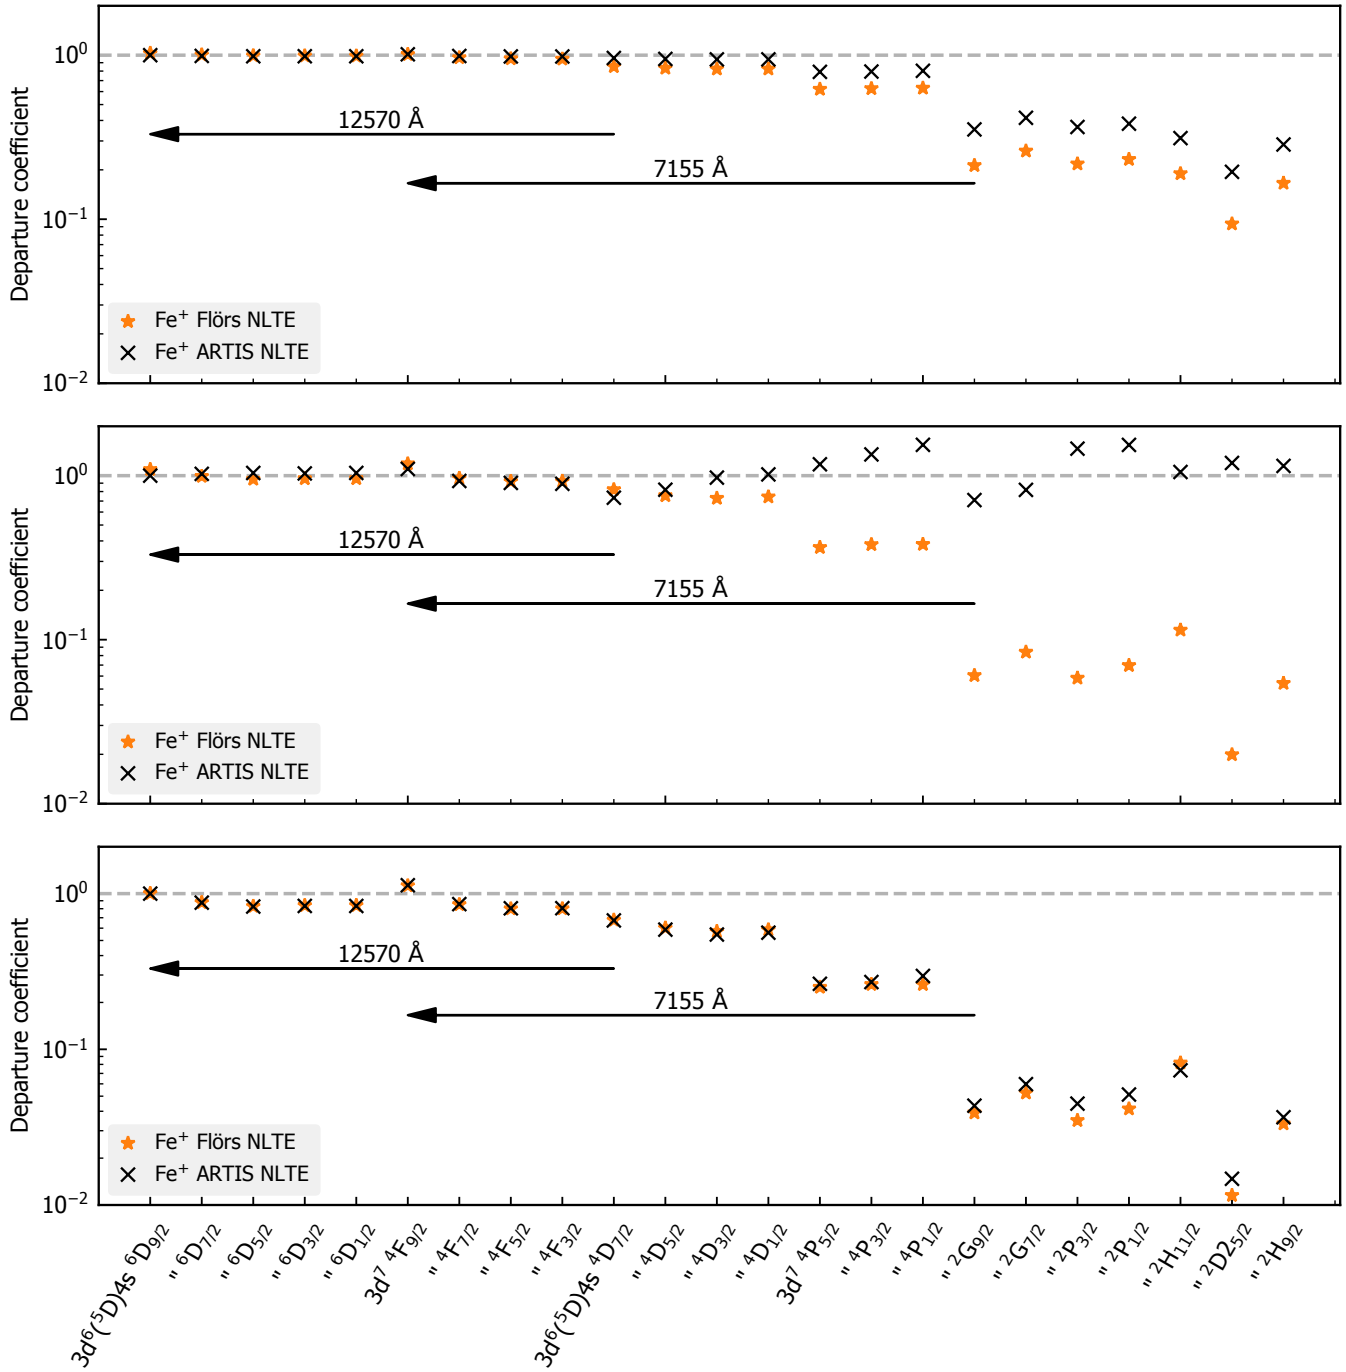 Departure coefficient
10⁰
10⁻¹
10⁻²
12570 Å
7155 Å
Fe⁺ Flörs NLTE
Fe⁺ ARTIS NLTE
Departure coefficient
10⁰
10⁻¹
10⁻²
12570 Å
7155 Å
Fe⁺ Flörs NLTE
Fe⁺ ARTIS NLTE
Departure coefficient
10⁰
10⁻¹
10⁻²
12570 Å
7155 Å
Fe⁺ Flörs NLTE
Fe⁺ ARTIS NLTE
3d⁶(⁵D)4s ⁶D9/2
" ⁶D7/2
" ⁶D5/2
" ⁶D3/2
" ⁶D1/2
3d⁷ ⁴F9/2
" ⁴F7/2
" ⁴F5/2
" ⁴F3/2
3d⁶(⁵D)4s ⁴D7/2
" ⁴D5/2
" ⁴D3/2
" ⁴D1/2
3d⁷ ⁴P5/2
" ⁴P3/2
" ⁴P1/2
" ²G9/2
" ²G7/2
" ²P3/2
" ²P1/2
" ²H11/2
" ²D25/2
" ²H9/2